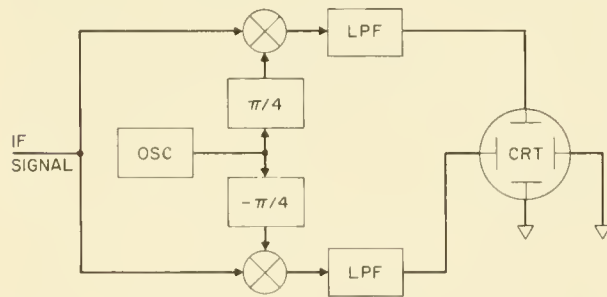 LPF
π/4
IF
SIGNAL
OSC
CRT
-π/4
LPF